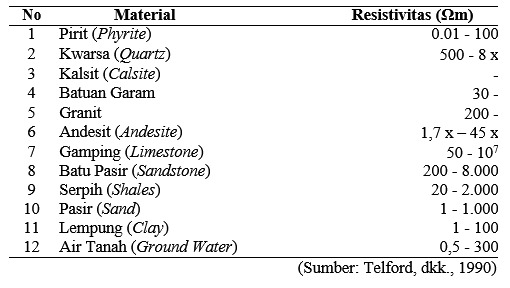 No Material Resistivitas (Ωm)
1 Pirit (Phyrite) 0.01 - 100
2 Kwarsa (Quartz) 500 - 8 x
3 Kalsit (Calsite) -
4 Batuan Garam 30 -
5 Granit 200 -
6 Andesit (Andesite) 1,7 x – 45 x
7 Gamping (Limestone) 50 - 10⁷
8 Batu Pasir (Sandstone) 200 - 8.000
9 Serpih (Shales) 20 - 2.000
10 Pasir (Sand) 1 - 1.000
11 Lempung (Clay) 1 - 100
12 Air Tanah (Ground Water) 0,5 - 300
(Sumber: Telford, dkk., 1990)